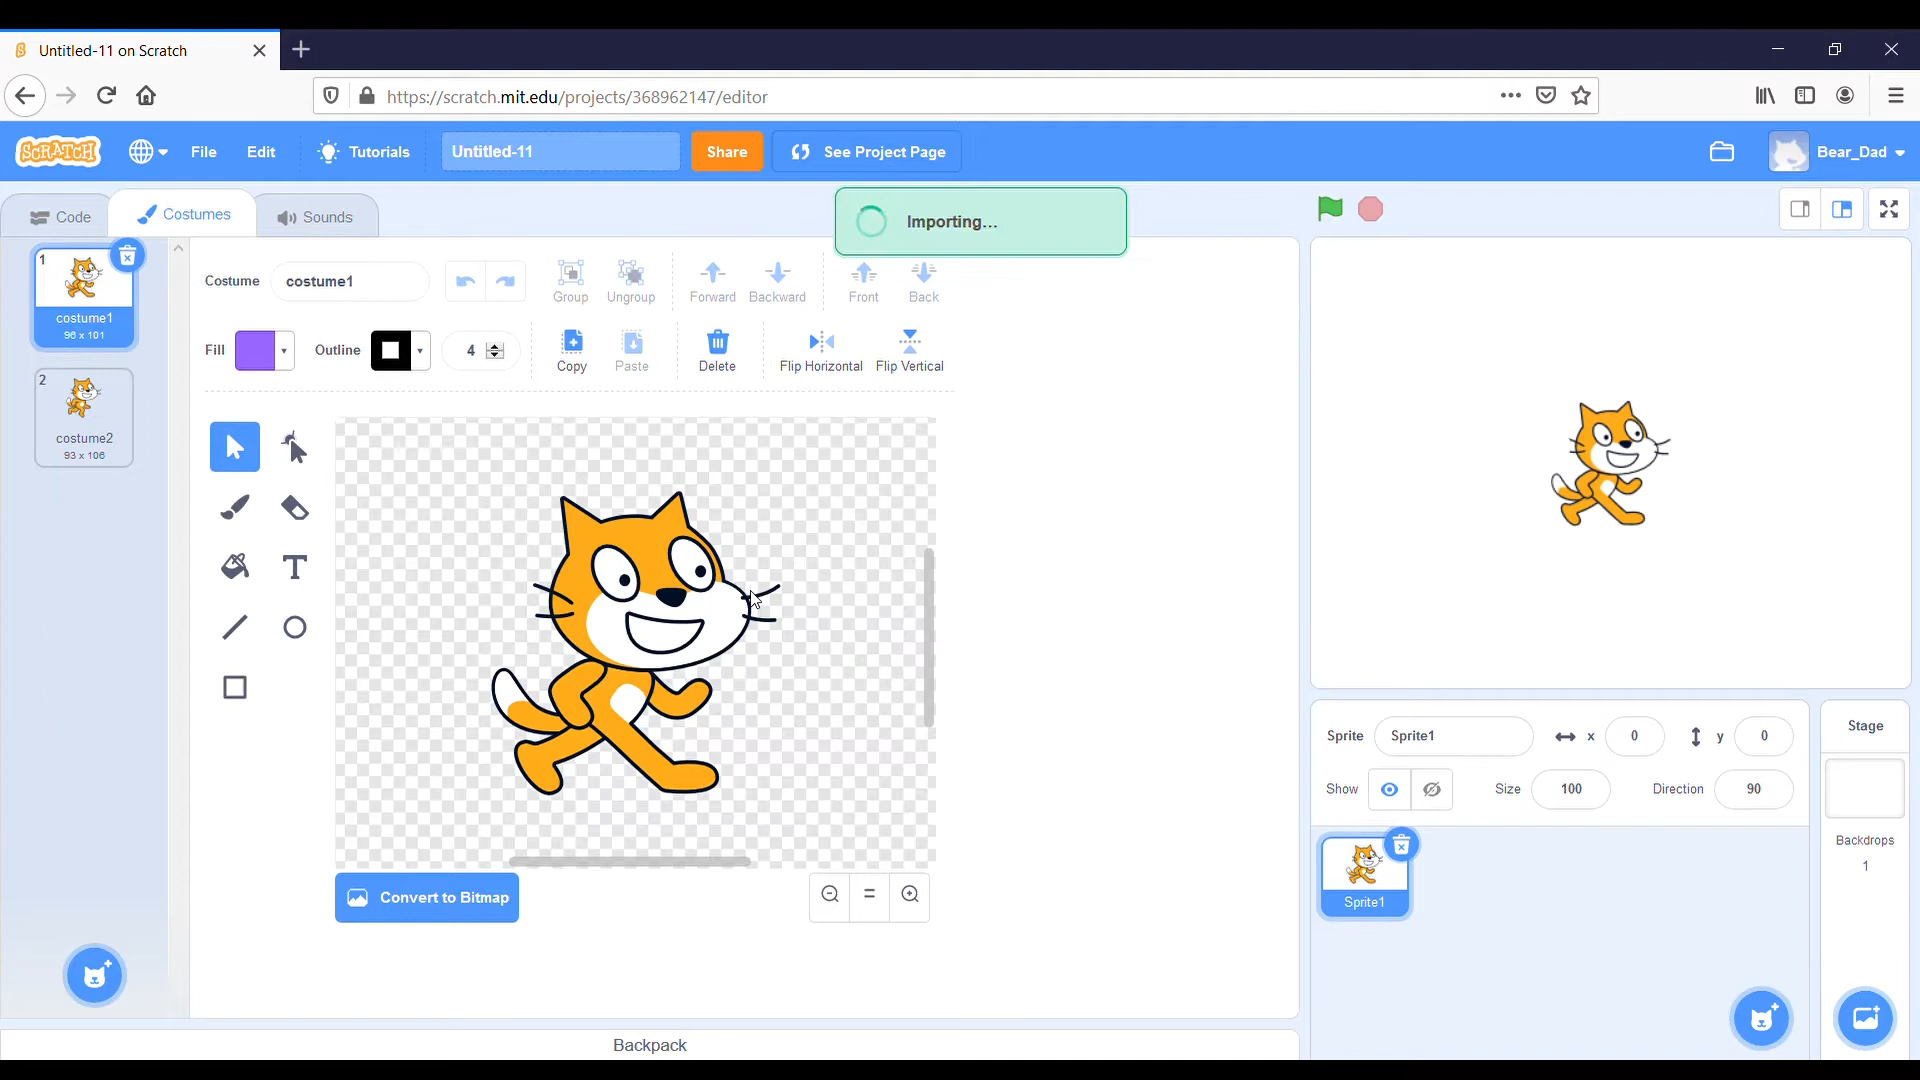 Untitled-11 on Scratch
https://scratch.mit.edu/projects/368962147/editor
SCRATCH
File
Edit
Tutorials
Untitled-11
Share
See Project Page
Bear_Dad
Code
Costumes
Sounds
Importing...
1
costume1
96 x 101
2
costume2
93 x 106
Costume
costume1
Group
Ungroup
Forward
Backward
Front
Back
Fill
Outline
4
Copy
Paste
Delete
Flip Horizontal
Flip Vertical
T
Convert to Bitmap
Sprite
Sprite1
x
0
y
0
Show
Size
100
Direction
90
Sprite1
Stage
Backdrops
1
Backpack